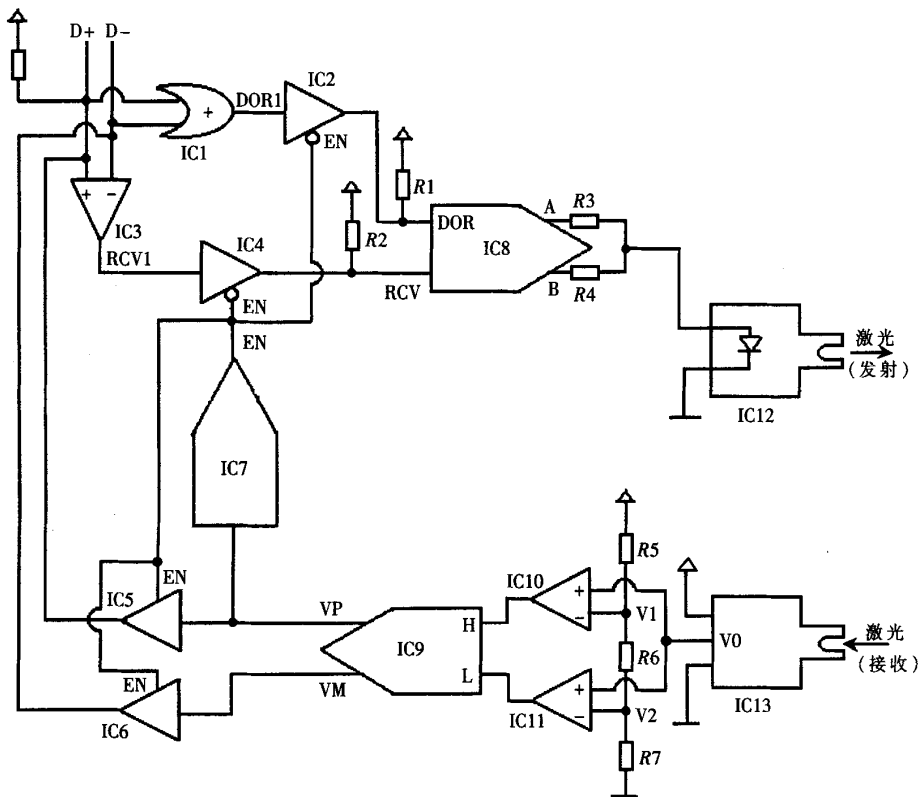 D+ D-
IC2
DOR1
+
IC1
EN
R1
+ -
IC3
IC4
R2
DOR
A
R3
IC8
RCV1
RCV
B
R4
EN
EN
激光
(发射)
IC12
IC7
R5
EN
IC10
+
IC5
VP
H
-
V1
激光
IC9
R6
V0
(接收)
EN
VM
L
+
IC13
IC11
-
V2
IC6
R7